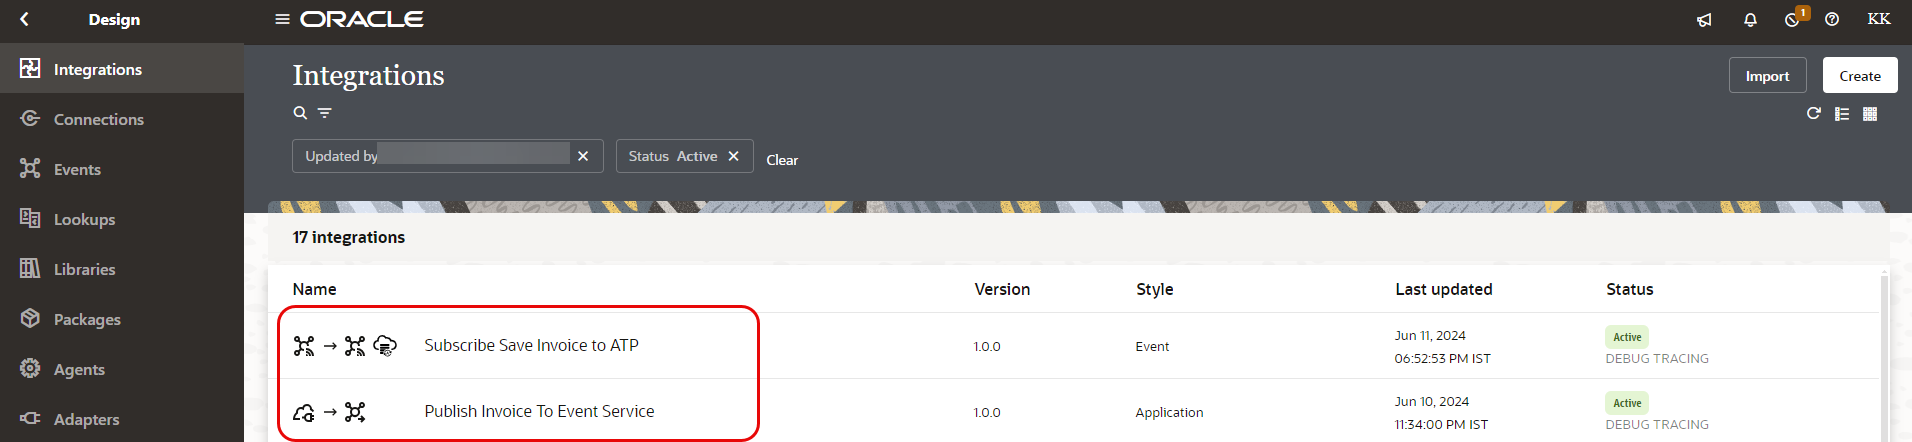 Design
ORACLE
1
KK
Integrations
Connections
Events
Lookups
Libraries
Packages
Agents
Adapters
Integrations
Import
Create
Updated by
Status Active
Clear
17 integrations
Name Version Style Last updated Status
Subscribe Save Invoice to ATP 1.0.0 Event Jun 11, 2024 Active
06:52:53 PM IST DEBUG TRACING
Publish Invoice To Event Service 1.0.0 Application Jun 10, 2024 Active
11:34:00 PM IST DEBUG TRACING